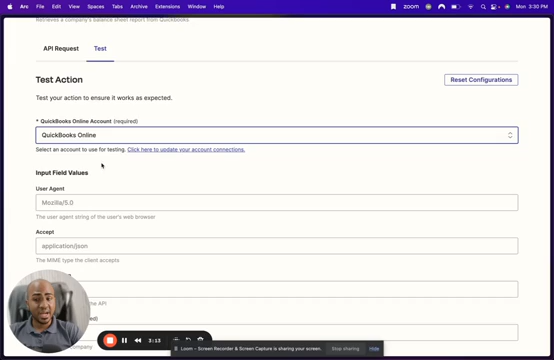 Arc File Edit View Spaces Tabs Archive Extensions Window Help zoom Mon 3:30 PM
Retrieves a company's balance sheet report from QuickBooks
API Request Test
Test Action
Reset Configurations
Test your action to ensure it works as expected.
* QuickBooks Online Account (required)
QuickBooks Online
Select an account to use for testing. Click here to update your account connections.
Input Field Values
User Agent
Mozilla/5.0
The user agent string of the user's web browser
Accept
application/json
The MIME type the client accepts
the API
3:13
Loom – Screen Recorder & Screen Capture is sharing your screen. Stop sharing Hide
company